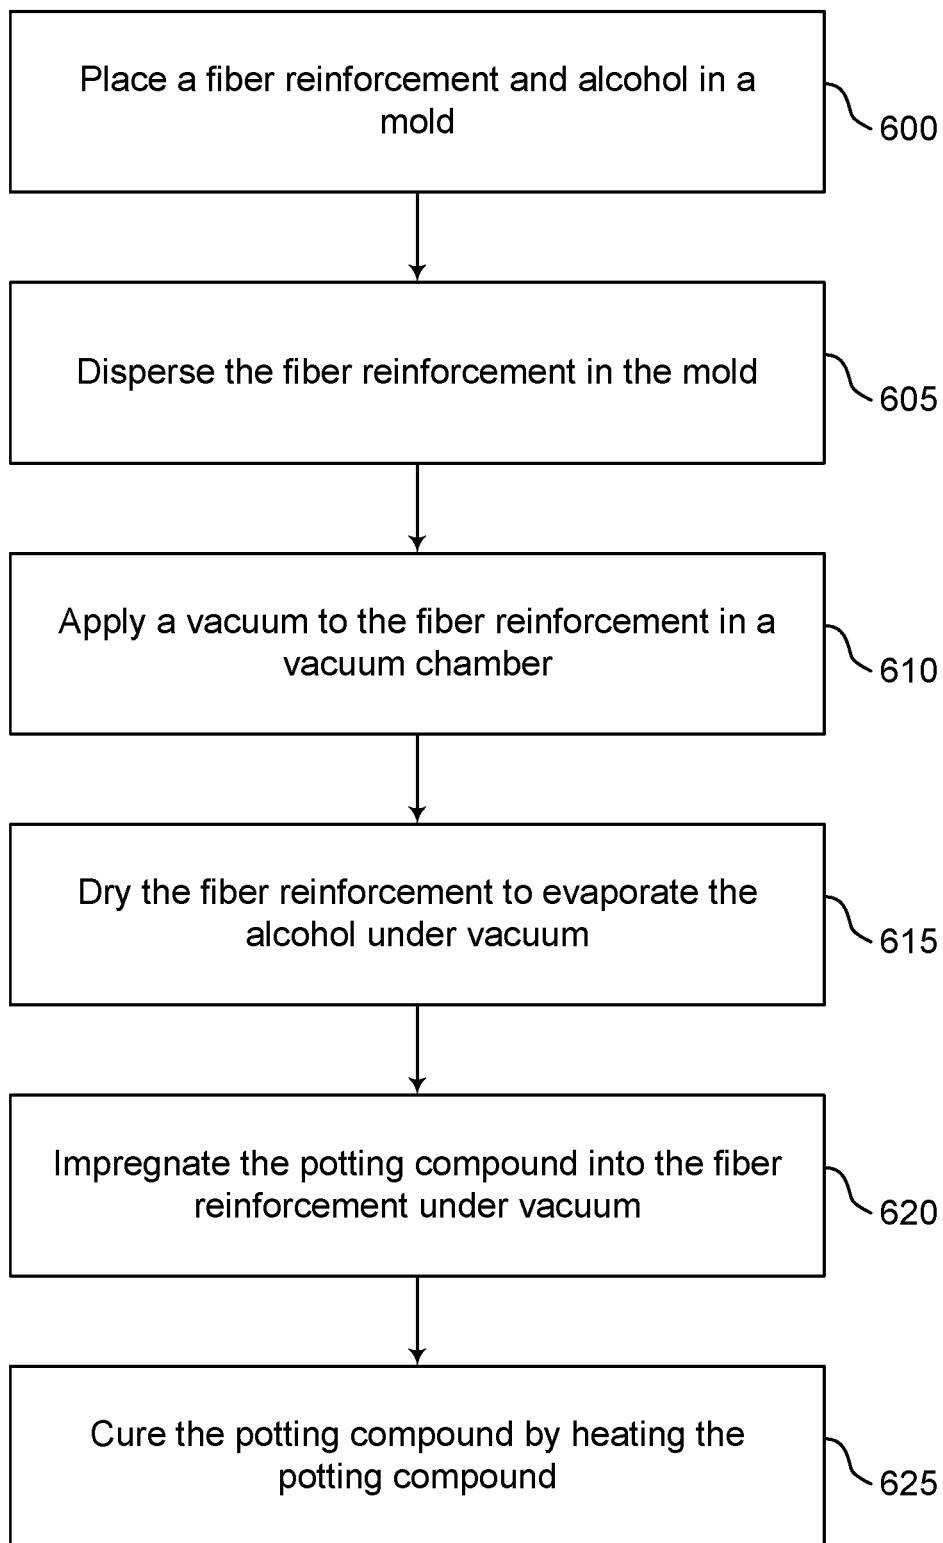 Place a fiber reinforcement and alcohol in a
mold
600
Disperse the fiber reinforcement in the mold
605
Apply a vacuum to the fiber reinforcement in a
vacuum chamber
610
Dry the fiber reinforcement to evaporate the
alcohol under vacuum
615
Impregnate the potting compound into the fiber
reinforcement under vacuum
620
Cure the potting compound by heating the
potting compound
625